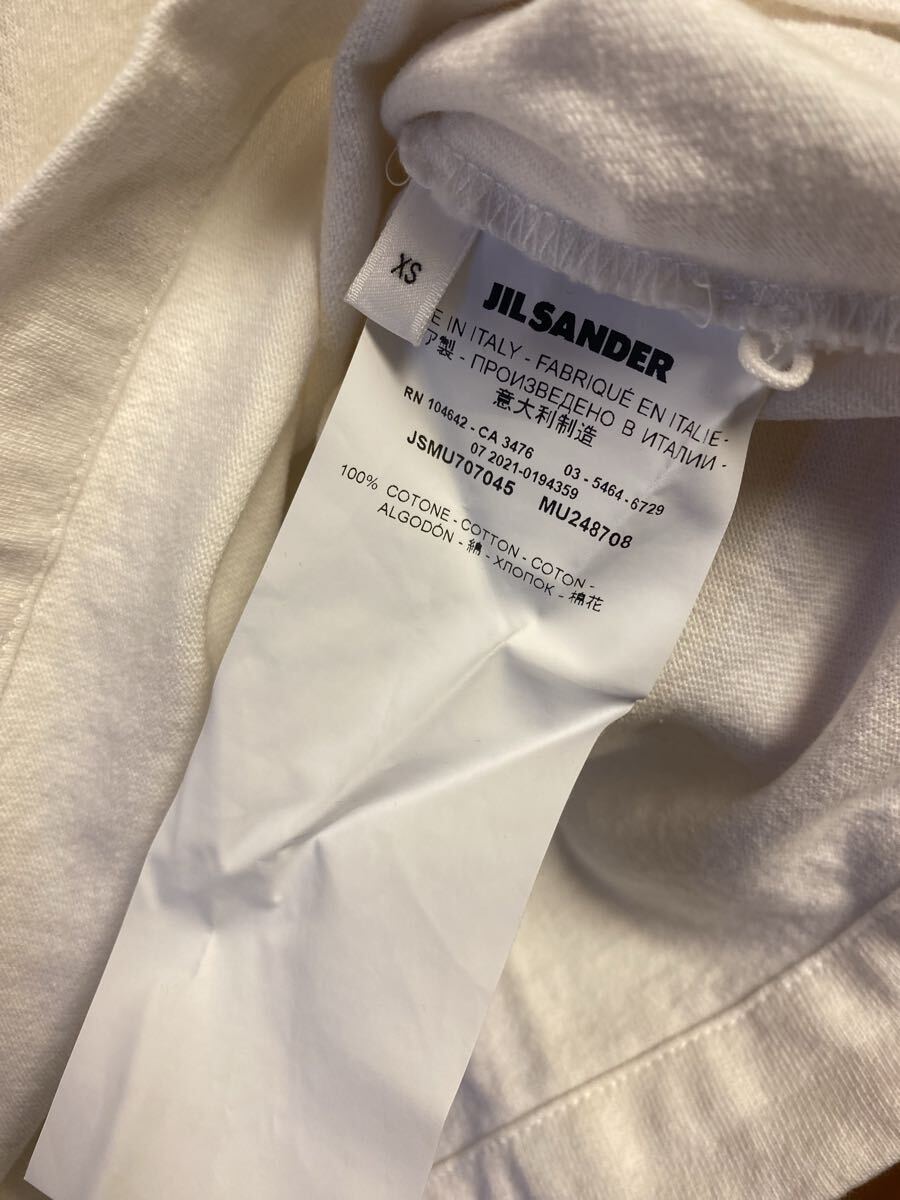 XS
JIL SANDER
E IN ITALY - FABRIQUÉ EN ITALIE -
ア製 - ПРОИЗВЕДЕНО В ИТАЛИИ -
意大利制造
RN 104642 - CA 3476 03 - 5464 - 6729
07 2021-0194359
JSMU707045 MU248708
100% COTONE - COTTON - COTON -
ALGODÓN - 綿 - ХЛОПОК - 棉花